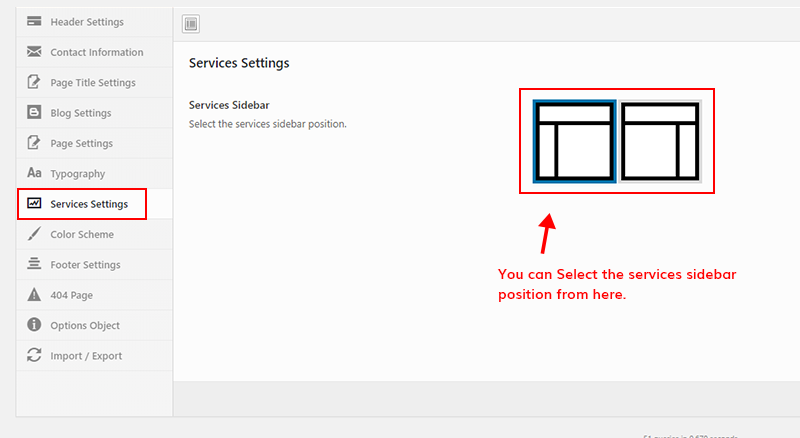 Header Settings
Contact Information
Page Title Settings
Blog Settings
Page Settings
Aa Typography
Services Settings
Color Scheme
Footer Settings
404 Page
Options Object
Import / Export
Services Settings
Services Sidebar
Select the services sidebar position.
You can Select the services sidebar
position from here.